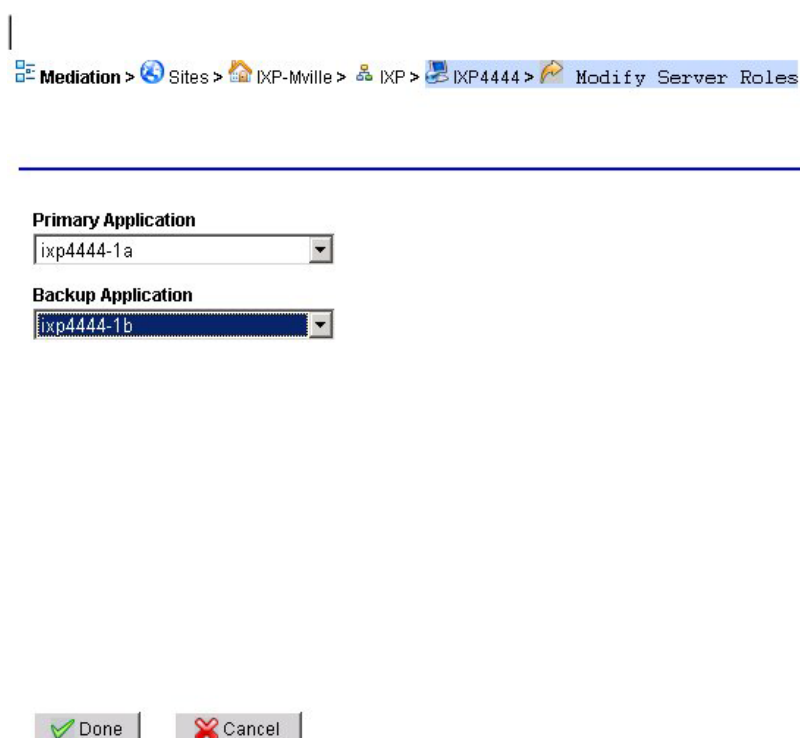 Mediation > Sites > IXP-Mville > IXP > IXP4444 > Modify Server Roles
Primary Application
ixp4444-1a
Backup Application
ixp4444-1b
Done Cancel